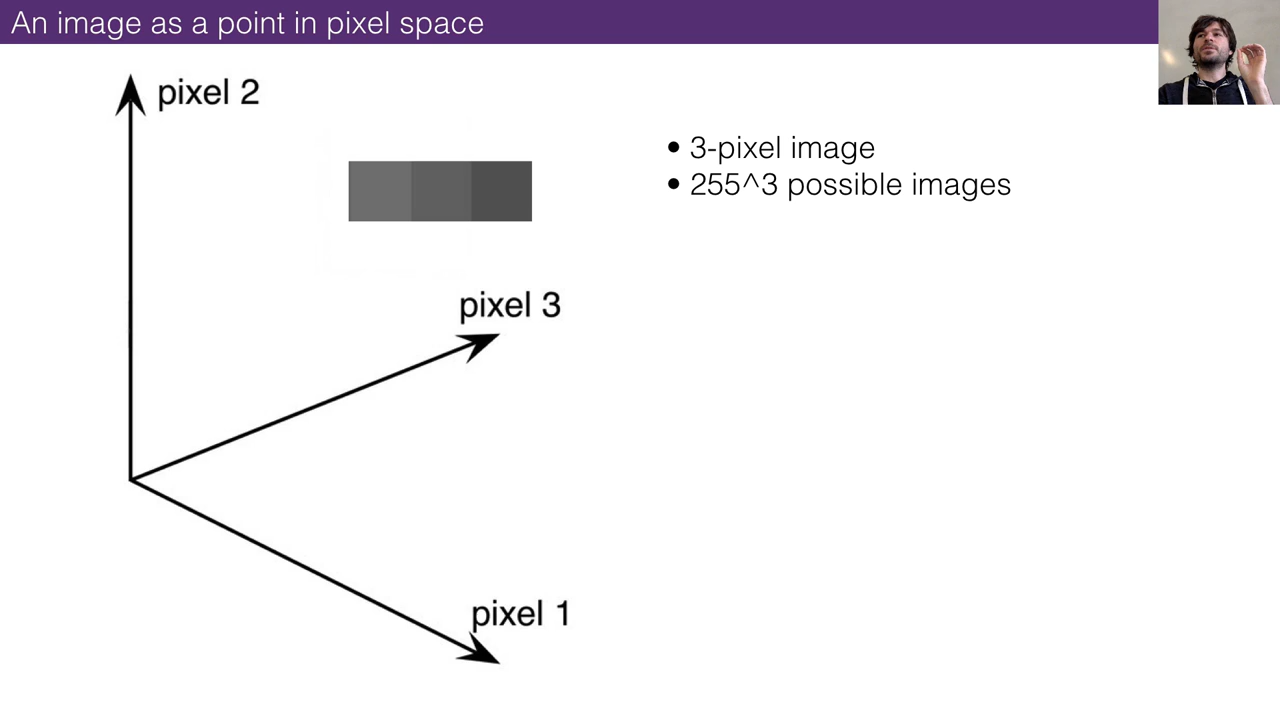 An image as a point in pixel space
pixel 2
• 3-pixel image
• 255^3 possible images
pixel 3
pixel 1